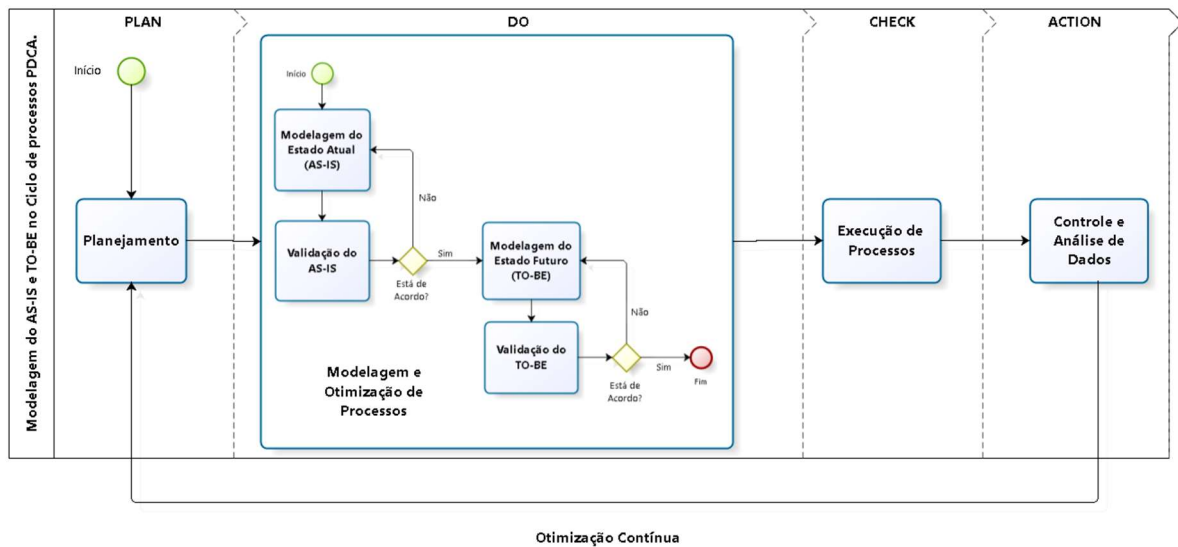 Modelagem do AS-IS e TO-BE no Ciclo de processos PDCA.
PLAN
DO
CHECK
ACTION
Início
Planejamento
Início
Modelagem do
Estado Atual
(AS-IS)
Validação do
AS-IS
Não
Está de
Acordo?
Sim
Modelagem do
Estado Futuro
(TO-BE)
Validação do
TO-BE
Não
Está de
Acordo?
Sim
Fim
Modelagem e
Otimização de
Processos
Execução de
Processos
Controle e
Análise de
Dados
Otimização Contínua